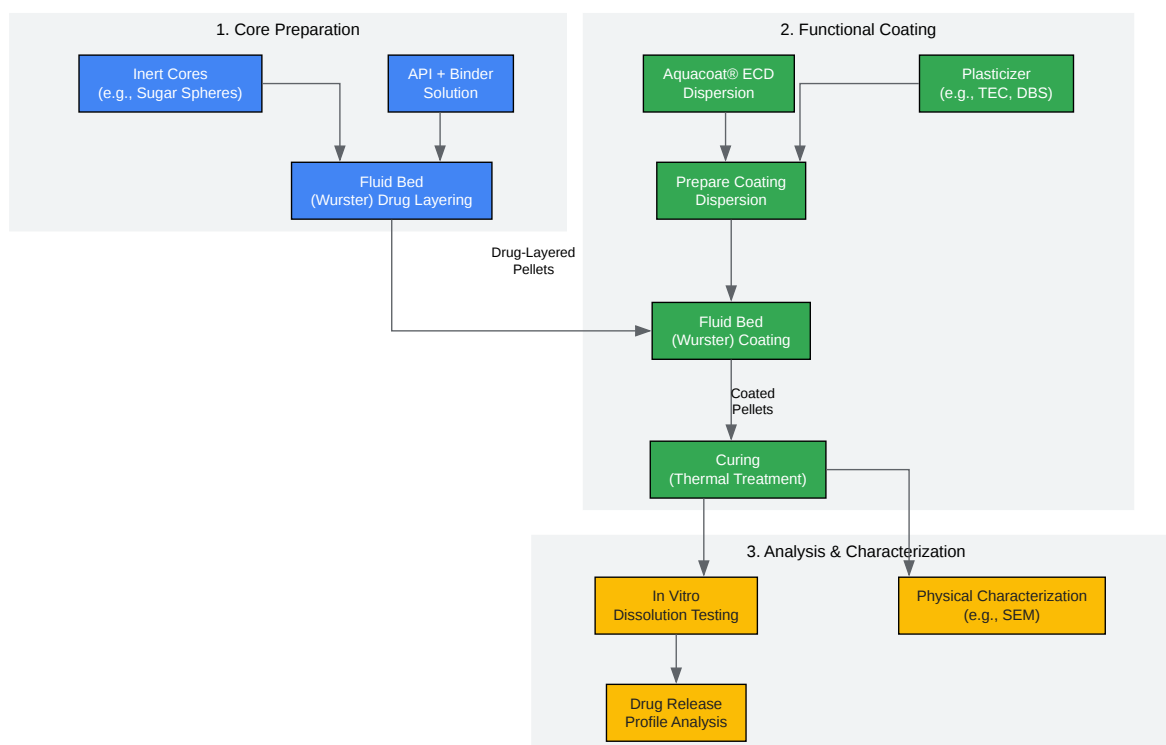 1. Core Preparation
Inert Cores
(e.g., Sugar Spheres)
API + Binder
Solution
Fluid Bed
(Wurster) Drug Layering
Drug-Layered
Pellets
2. Functional Coating
Aquacoat® ECD
Dispersion
Plasticizer
(e.g., TEC, DBS)
Prepare Coating
Dispersion
Fluid Bed
(Wurster) Coating
Coated
Pellets
Curing
(Thermal Treatment)
3. Analysis & Characterization
In Vitro
Dissolution Testing
Physical Characterization
(e.g., SEM)
Drug Release
Profile Analysis